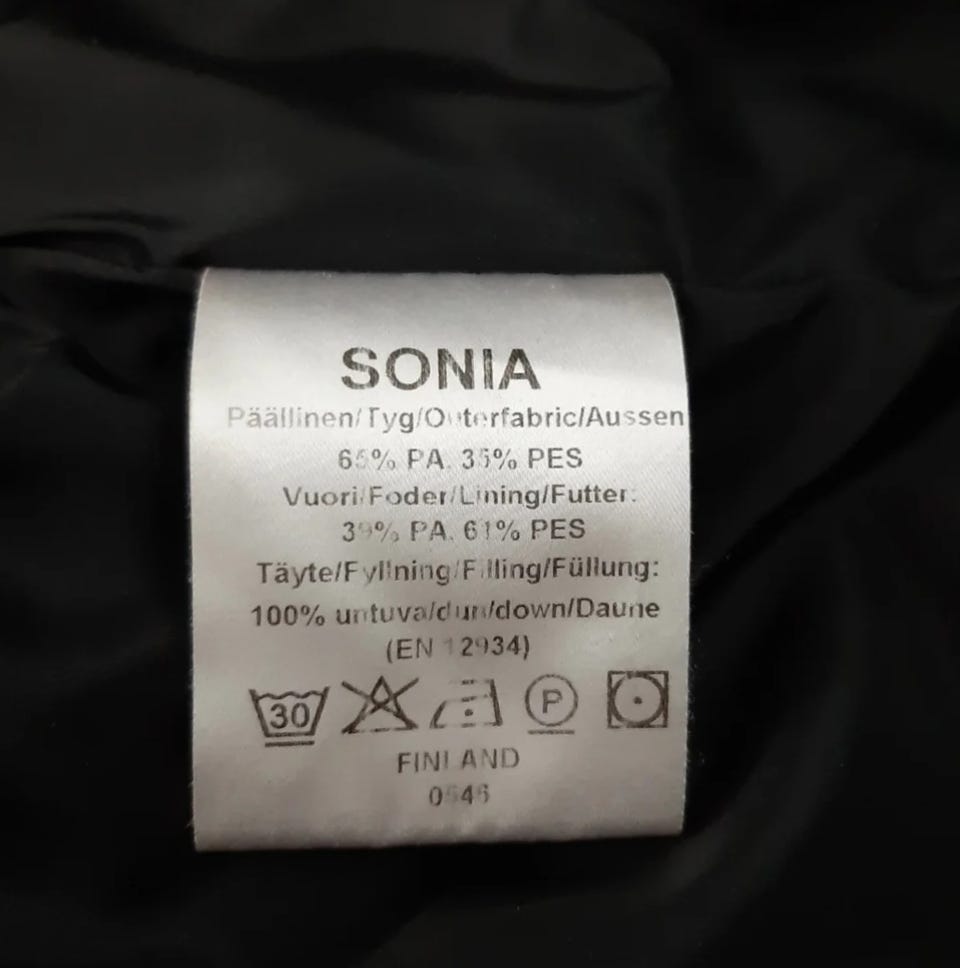 SONIA
Päällinen/Tyg/Outerfabric/Aussen
65% PA. 35% PES
Vuori/Foder/Lining/Futter:
39% PA. 61% PES
Täyte/Fyllning/Filling/Füllung:
100% untuva/dun/down/Daune
(EN 12934)
30 P
FINLAND